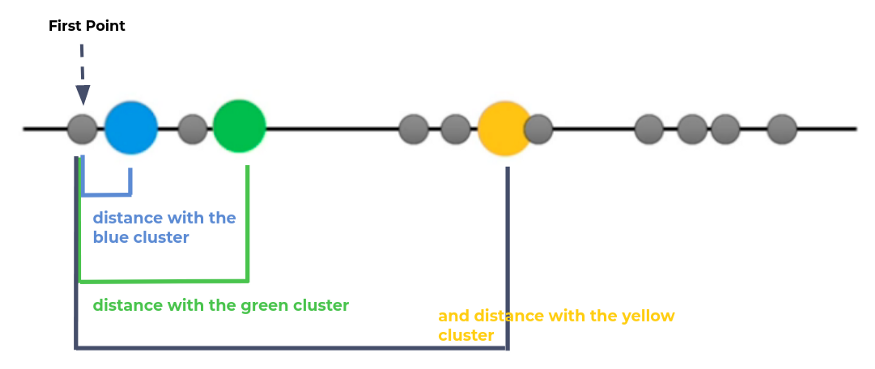 First Point
distance with the
blue cluster
distance with the green cluster
and distance with the yellow
cluster